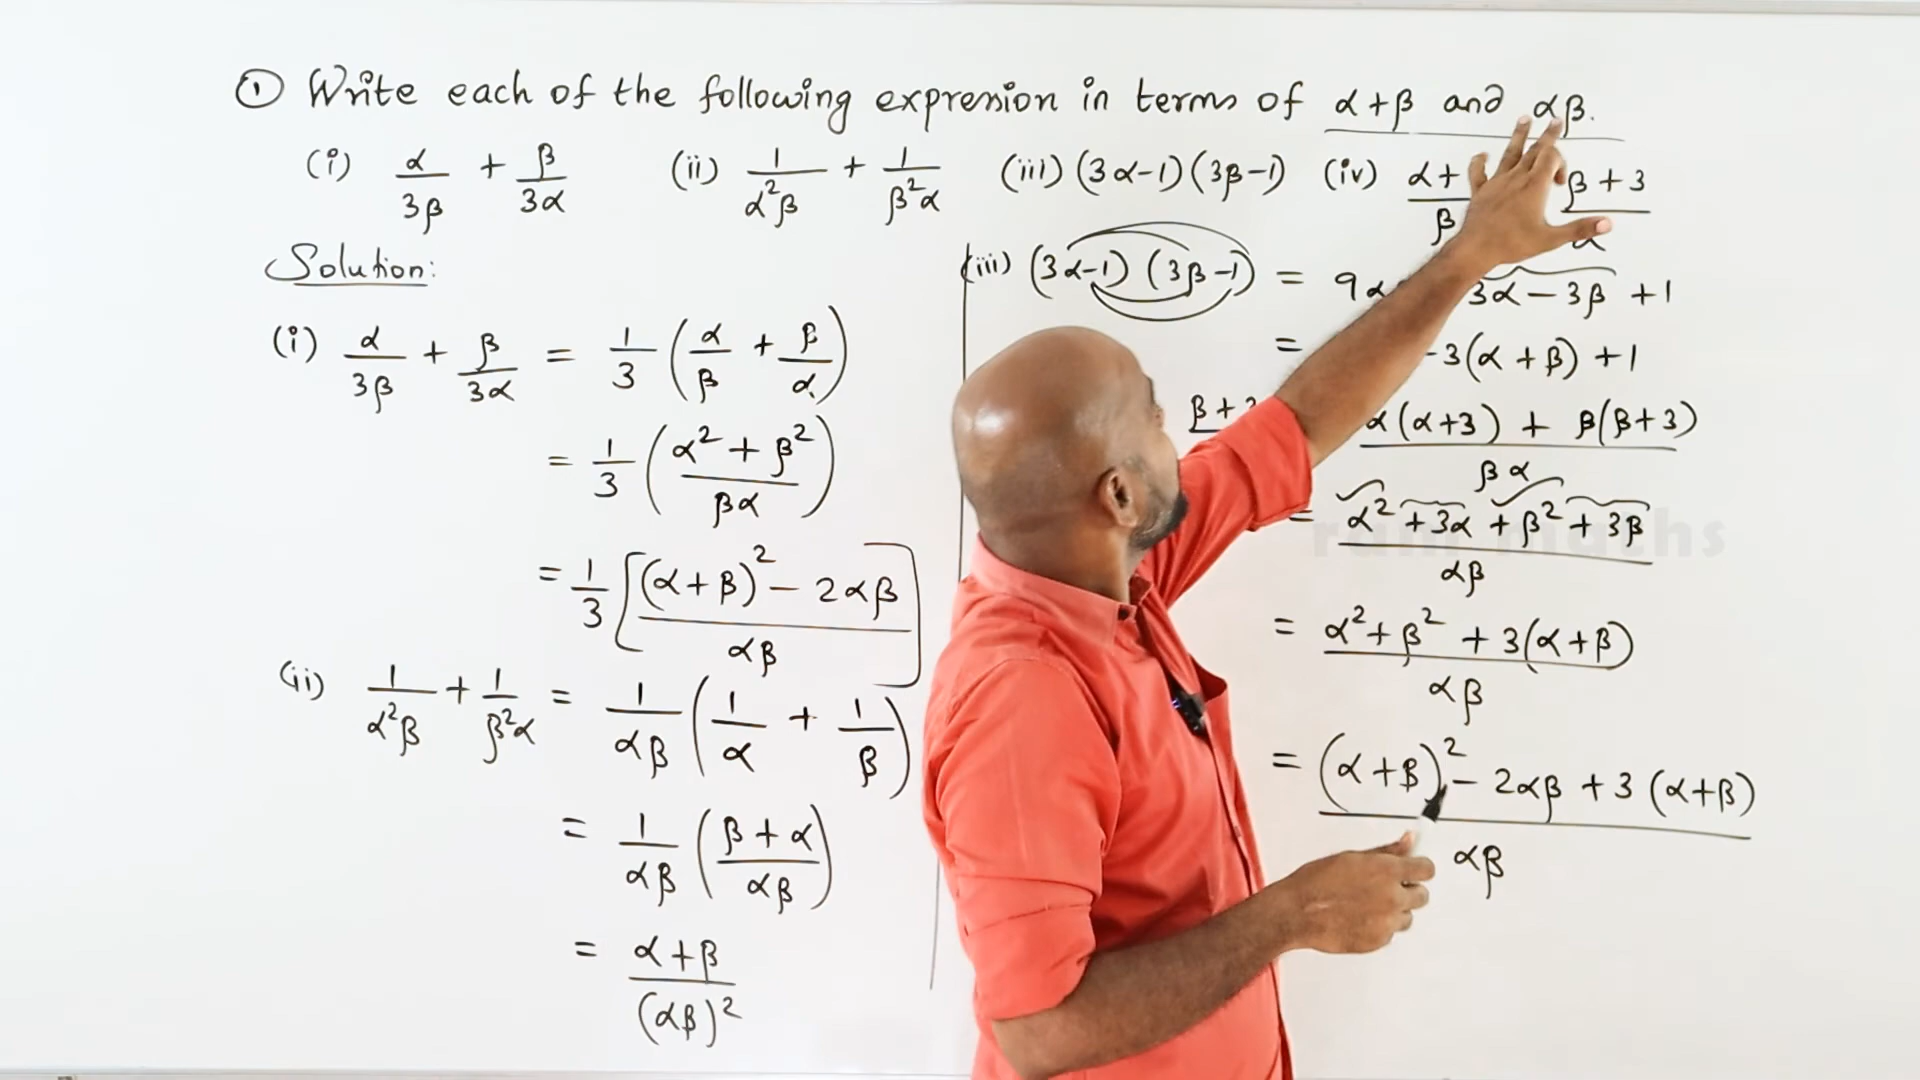 ① Write each of the following expression in terms of α+β and αβ.
(i) α/3β + β/3α (ii) 1/α²β + 1/β²α (iii) (3α-1)(3β-1) (iv) α+ /β β+3/α
Solution:
(i) α/3β + β/3α = 1/3 (α/β + β/α)
= 1/3 (α² + β²/βα)
= 1/3 [(α+β)² - 2αβ/αβ]
(ii) 1/α²β + 1/β²α = 1/αβ (1/α + 1/β)
= 1/αβ (β + α/αβ)
= α+β/(αβ)²
(iii) (3α-1) (3β-1) = 9α 3α - 3β + 1
= -3(α+β) + 1
β+ α(α+3) + β(β+3)/βα
= α² + 3α + β² + 3β/αβ
ram maths
= α² + β² + 3(α+β)/αβ
= (α+β)² - 2αβ + 3(α+β)/αβ